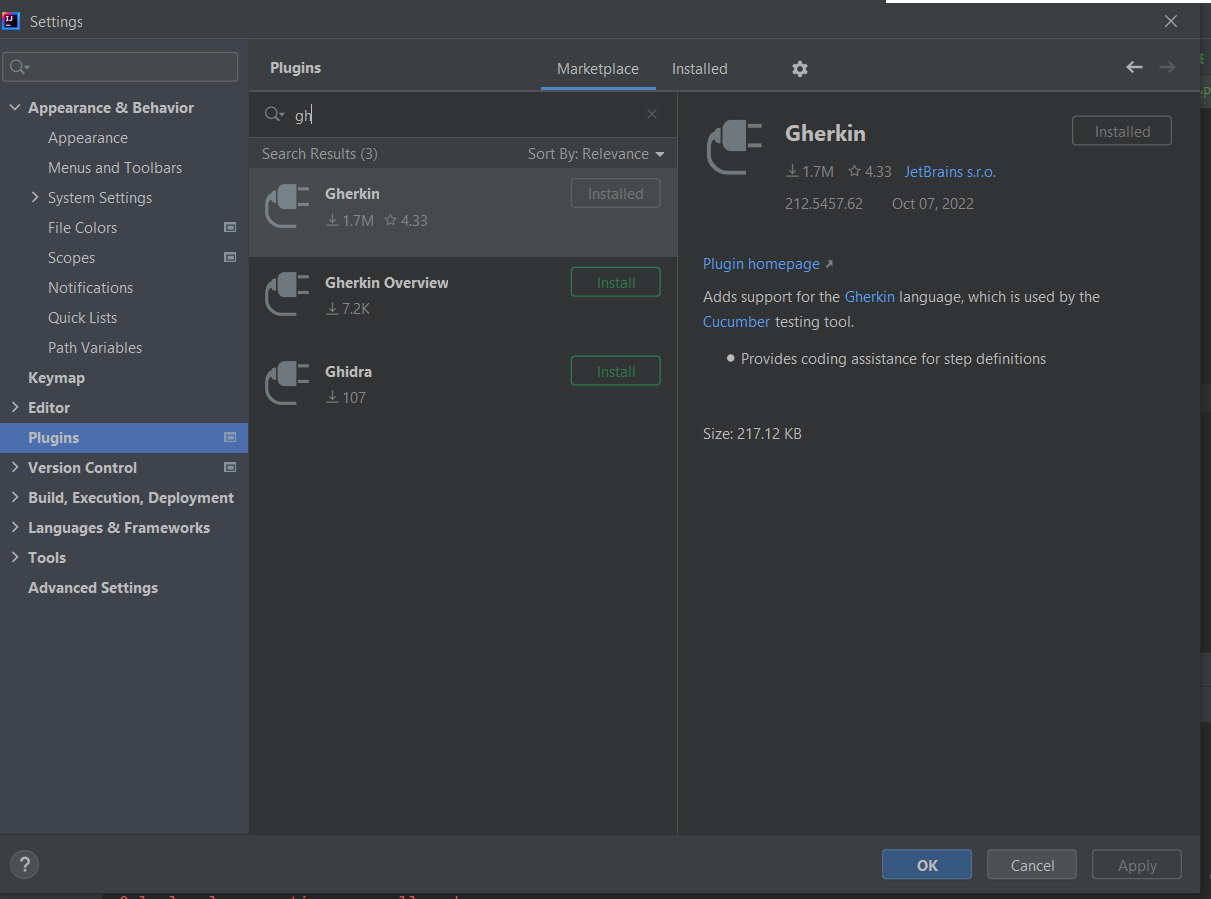 Settings
Plugins
Marketplace
Installed
Appearance & Behavior
Appearance
Menus and Toolbars
System Settings
File Colors
Scopes
Notifications
Quick Lists
Path Variables
Keymap
Editor
Plugins
Version Control
Build, Execution, Deployment
Languages & Frameworks
Tools
Advanced Settings
gh
Search Results (3)
Sort By: Relevance
Gherkin
Installed
1.7M 4.33
Gherkin Overview
Install
7.2K
Ghidra
Install
107
Gherkin
Installed
1.7M 4.33 JetBrains s.r.o.
212.5457.62 Oct 07, 2022
Plugin homepage
Adds support for the Gherkin language, which is used by the
Cucumber testing tool.
Provides coding assistance for step definitions
Size: 217.12 KB
?
OK
Cancel
Apply